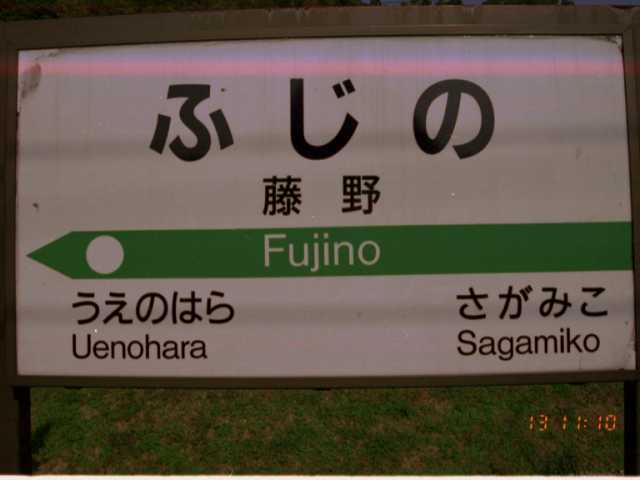 ふじの
藤野
Fujino
うえのはら さがみこ
Uenohara Sagamiko
13 11:10